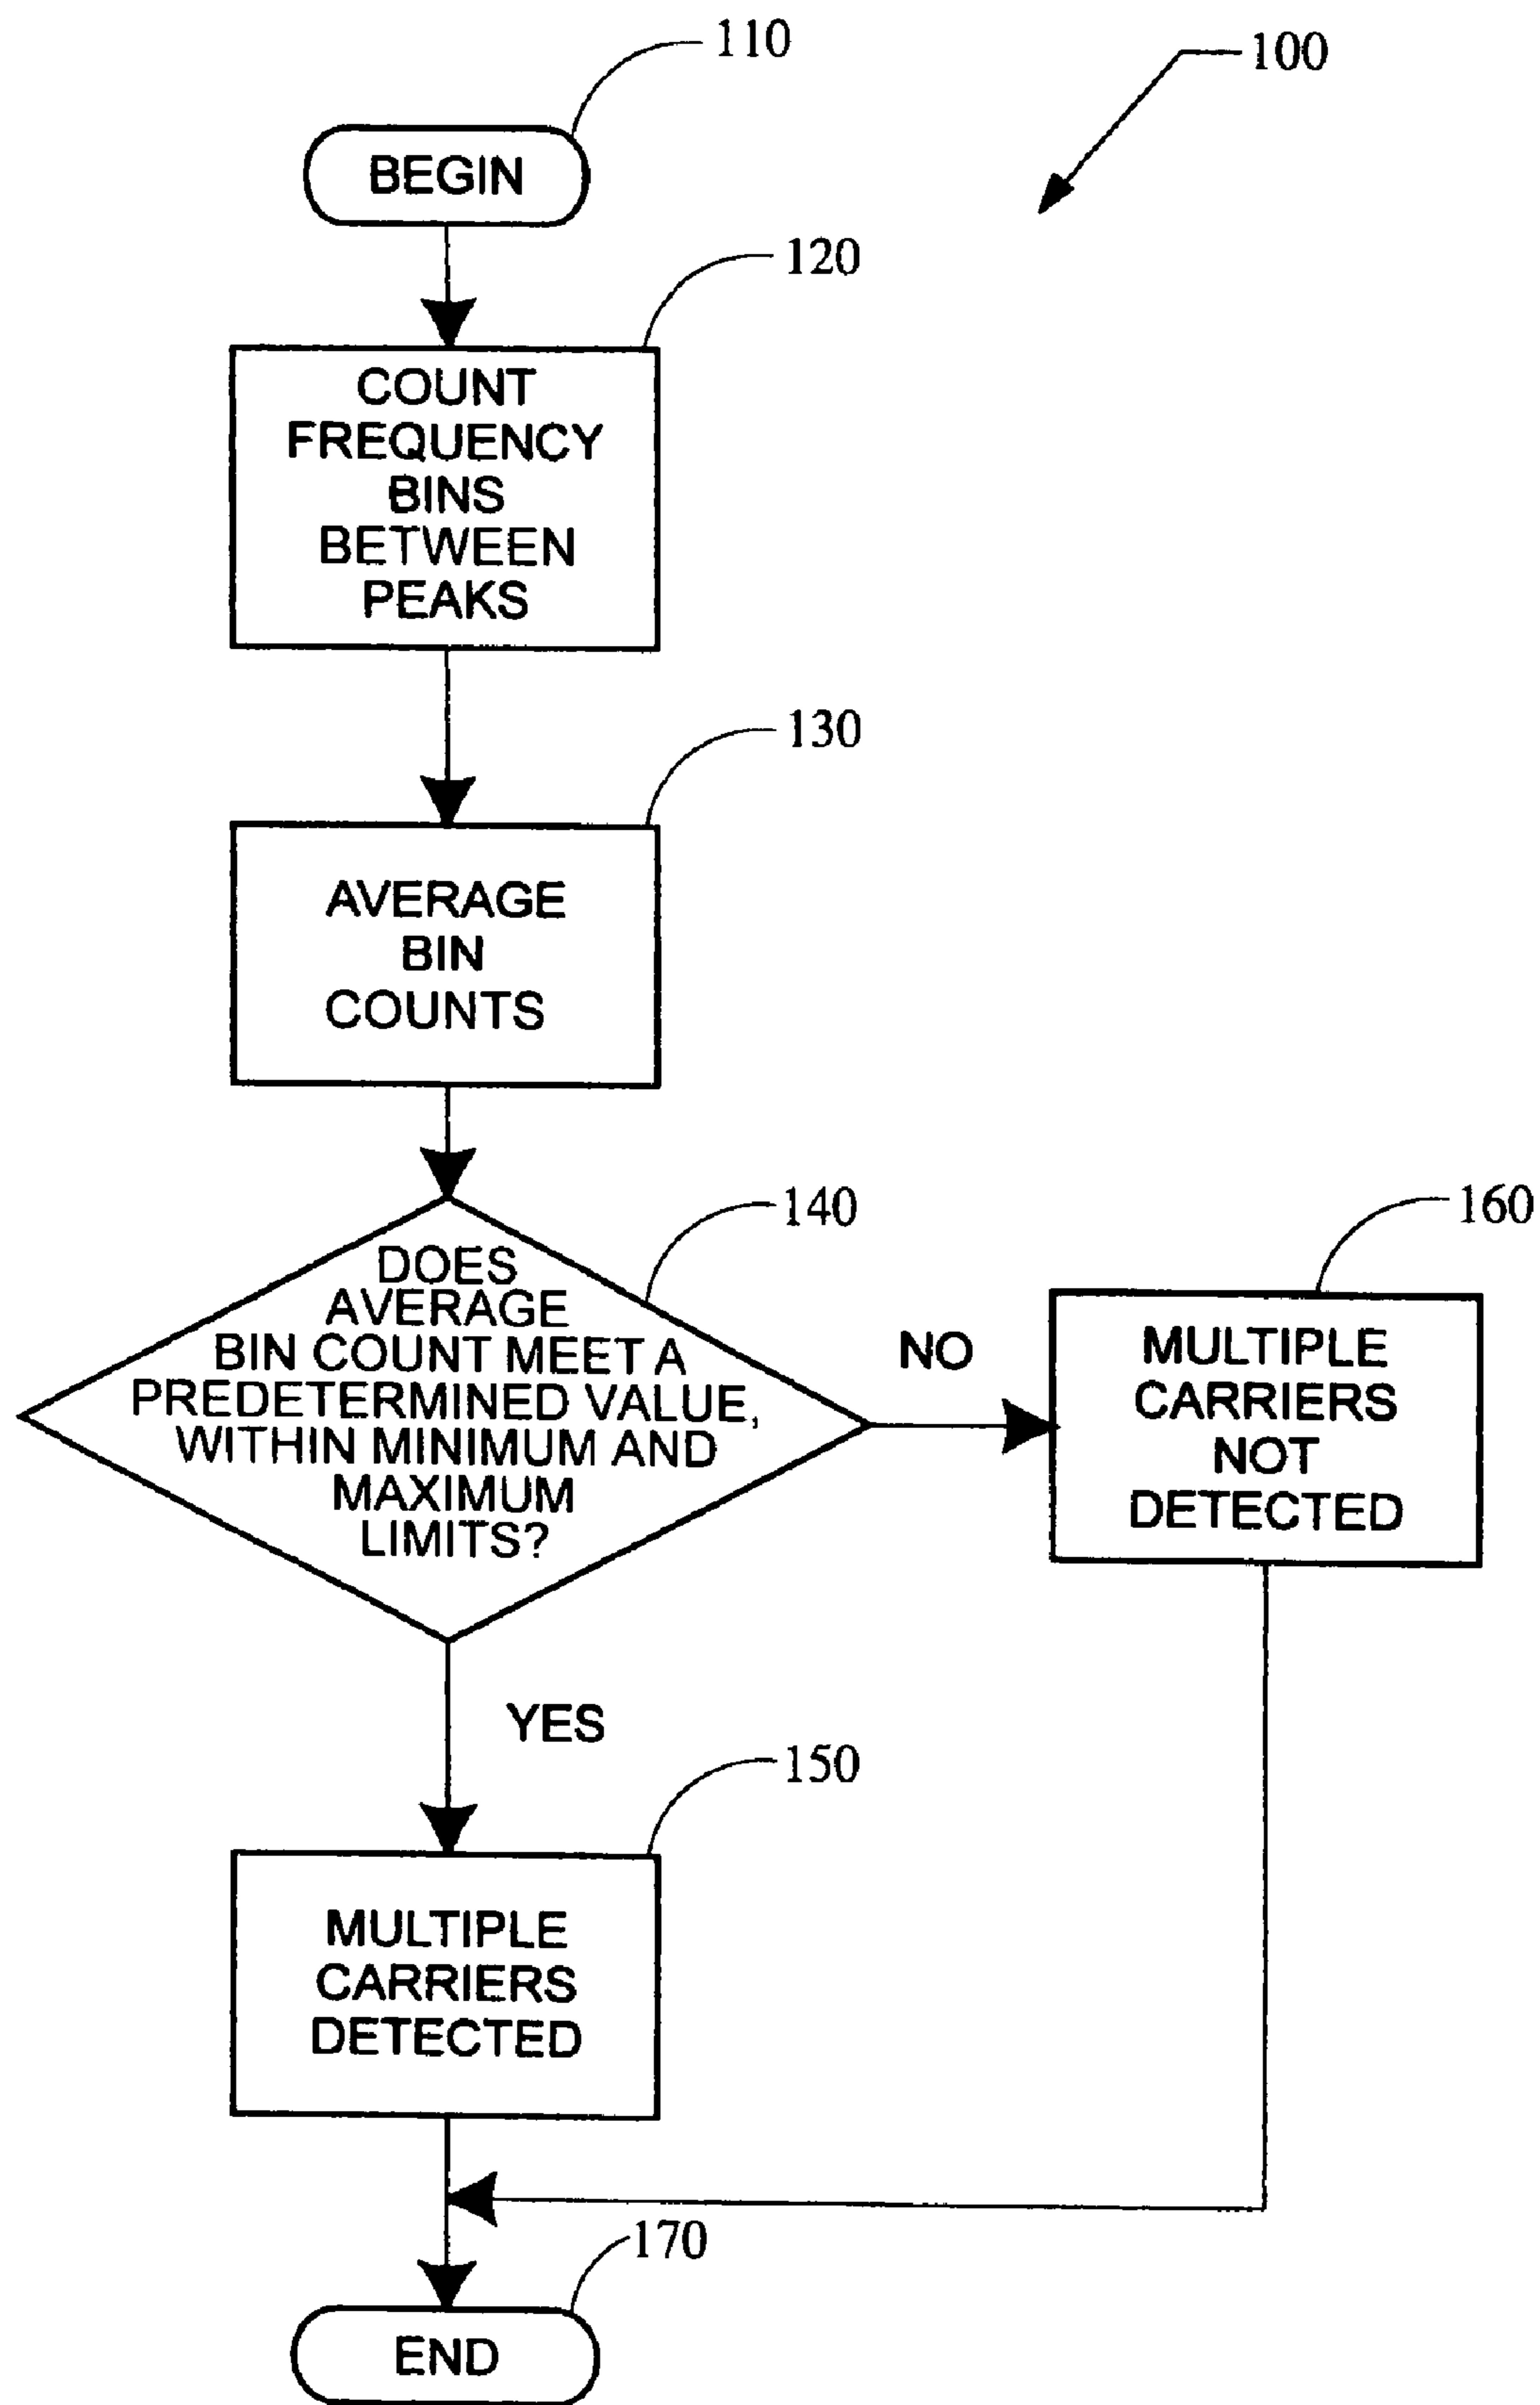 110
100
BEGIN
120
COUNT
FREQUENCY
BINS
BETWEEN
PEAKS
130
AVERAGE
BIN
COUNTS
140
DOES
AVERAGE
BIN COUNT MEET A
PREDETERMINED VALUE,
WITHIN MINIMUM AND
MAXIMUM
LIMITS?
NO
160
MULTIPLE
CARRIERS
NOT
DETECTED
YES
150
MULTIPLE
CARRIERS
DETECTED
170
END